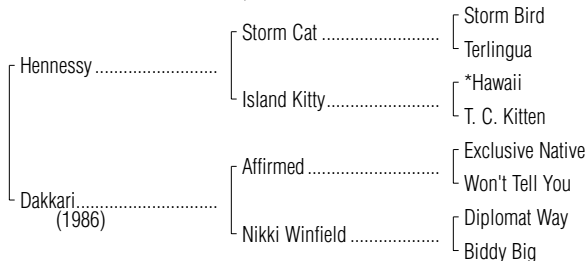 Storm Bird
Storm Cat ........................
Terlingua
Hennessy .........................
*Hawaii
Island Kitty.......................
T. C. Kitten
Exclusive Native
Affirmed ...........................
Won't Tell You
Dakkari.............................
(1986)
Diplomat Way
Nikki Winfield ..................
Biddy Big